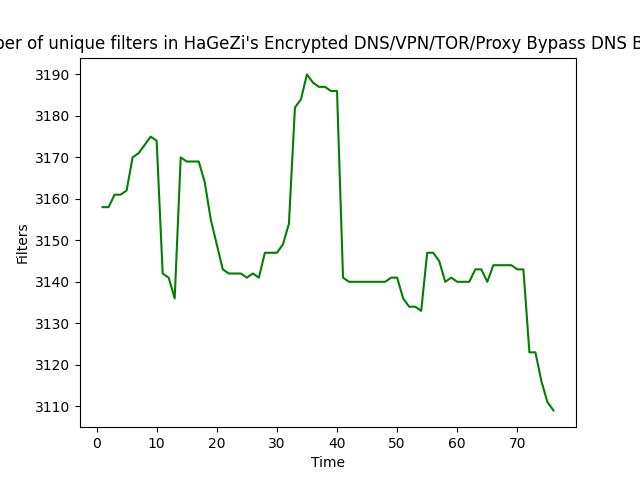 ber of unique filters in HaGeZi's Encrypted DNS/VPN/TOR/Proxy Bypass DNS B
3190
3180
3170
3160
3150
3140
3130
3120
3110
Filters
0 10 20 30 40 50 60 70
Time